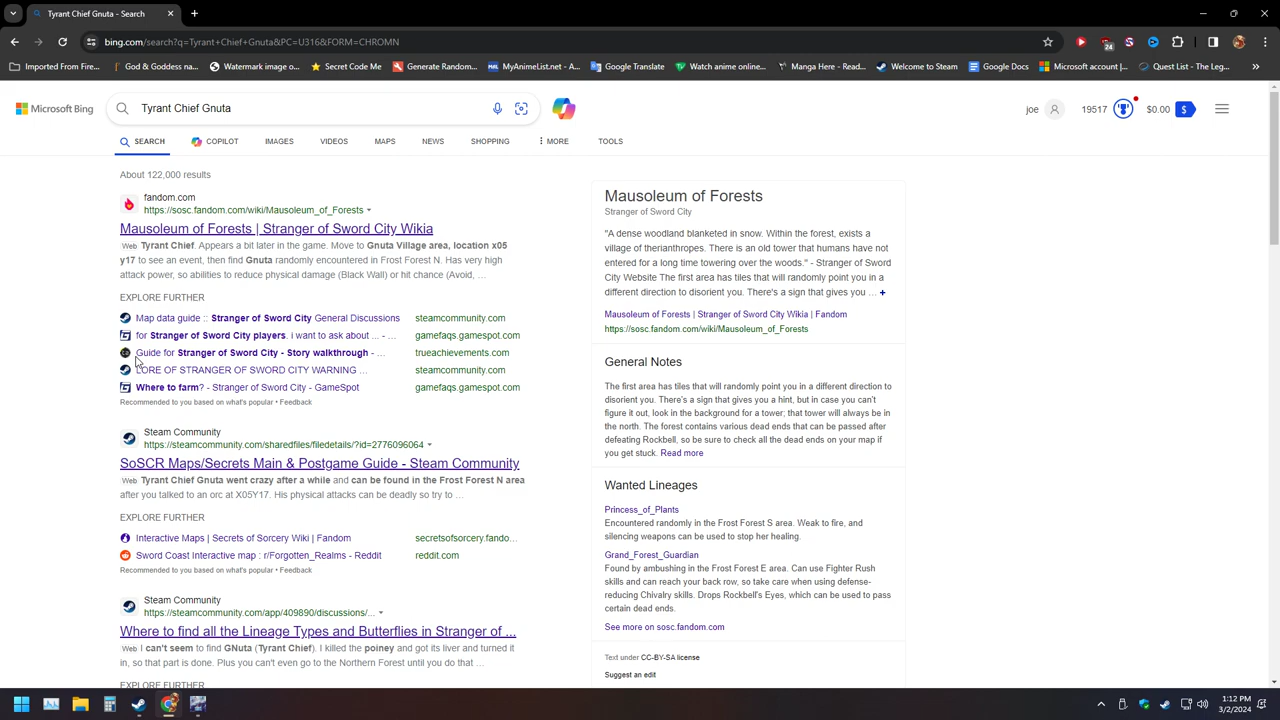 Tyrant Chief Gnuta - Search
bing.com/search?q=Tyrant+Chief+Gnuta&PC=U316&FORM=CHROMN
24
Imported From Firef...
Google
Watermarks
Secret Code Me
Generate Random...
MyAnimeList.net - P...
Google Translate
Watch anime online...
Manga Here - Read...
Welcome to Steam
Microsoft account |...
All Bookmarks
Microsoft Bing
Tyrant Chief Gnuta
joe
19517
$0.00
SEARCH
COPILOT
IMAGES
VIDEOS
MAPS
NEWS
SHOPPING
MORE
TOOLS
About 122,000 results
fandom.com
https://sosc.fandom.com/wiki/Mausoleum_of_Forests
Mausoleum of Forests | Stranger of Sword City Wikia
Web Tyrant Chief. Appears a bit later in the game. Move to Gnuta Village area, location x05
y17 to see an event, then find Gnuta randomly encountered in Frost Forest N. Has very high
attack power, so abilities to reduce physical damage (Black Wall) or hit chance (Avoid, ...
EXPLORE FURTHER
Map data guide :: Stranger of Sword City General Discussions steamcommunity.com
for Stranger of Sword City players. i want to ask about ... - ... gamefaqs.gamespot.com
Guide for Stranger of Sword City - Story walkthrough - ... trueachievements.com
LORE OF STRANGER OF SWORD CITY WARNING ... steamcommunity.com
Where to farm? - Stranger of Sword City - GameSpot gamefaqs.gamespot.com
Recommended to you based on what's popular • Feedback
Steam Community
https://steamcommunity.com/sharedfiles/filedetails/?id=2776096064
SoSCR Maps/Secrets Main & Postgame Guide - Steam Community
Web Tyrant Chief Gnuta went crazy after a while and can be found in the Frost Forest N area
after you talked to an orc at X05Y17. His physical attacks can be deadly so try to ...
EXPLORE FURTHER
Interactive Maps | Secrets of Sorcery Wiki | Fandom secretsofsorcery.fando...
Sword Coast Interactive map : r/Forgotten_Realms - Reddit reddit.com
Recommended to you based on what's popular • Feedback
Steam Community
https://steamcommunity.com/app/409890/discussions/...
Where to find all the Lineage Types and Butterflies in Stranger of ...
Web I can't seem to find GNuta (Tyrant Chief). I killed the poiney and got its liver and turned it
in, so that part is done. Plus you can't even go to the Northern Forest until you do that ...
EXPLORE FURTHER
Mausoleum of Forests
Stranger of Sword City
"A dense woodland blanketed in snow. Within the forest, exists a
village of therianthropes. There is an old tower that humans have not
entered for a long time towering over the woods." - Stranger of Sword
City Website The first area has tiles that will randomly point you in a
different direction to disorient you. There's a sign that gives you ... +
Mausoleum of Forests | Stranger of Sword City Wikia | Fandom
https://sosc.fandom.com/wiki/Mausoleum_of_Forests
General Notes
The first area has tiles that will randomly point you in a different direction to
disorient you. There's a sign that gives you a hint, but in case you can't
figure it out, look in the background for a tower; that tower will always be in
the north. The forest contains various dead ends that can be passed after
defeating Rockbell, so be sure to check all the dead ends on your map if
you get stuck. Read more
Wanted Lineages
Princess_of_Plants
Encountered randomly in the Frost Forest S area. Weak to fire, and
silencing weapons can be used to stop her healing.
Grand_Forest_Guardian
Found by ambushing in the Frost Forest E area. Can use Fighter Rush
skills and can reach your back row, so take care when using defense-
reducing Chivalry skills. Drops Rockbell's Eyes, which can be used to pass
certain dead ends.
See more on sosc.fandom.com
Text under CC-BY-SA license
Suggest an edit
1:12 PM
3/2/2024